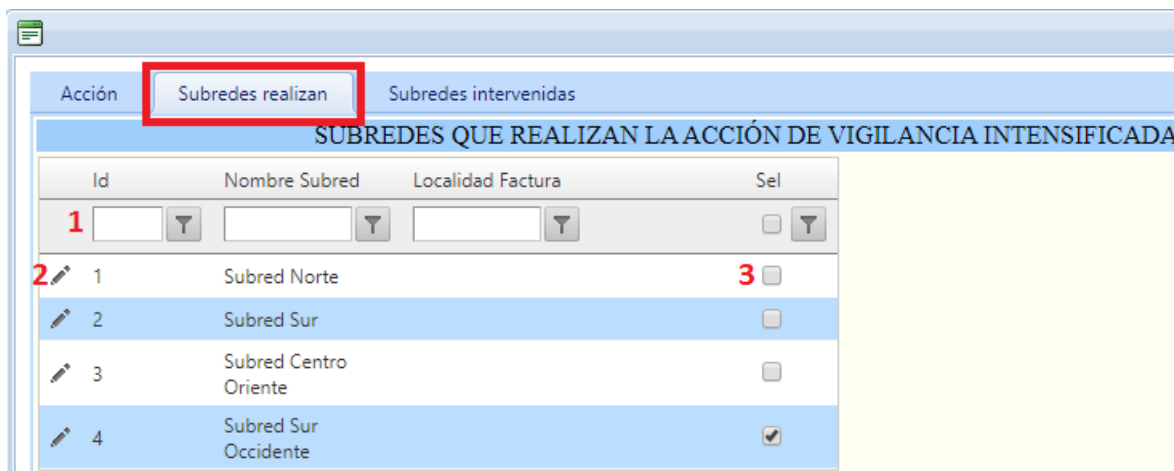 Acción Subredes realizan Subredes intervenidas
SUBREDES QUE REALIZAN LA ACCIÓN DE VIGILANCIA INTENSIFICADA
Id Nombre Subred Localidad Factura Sel
1
2 1 Subred Norte 3
2 Subred Sur
3 Subred Centro
Oriente
4 Subred Sur
Occidente